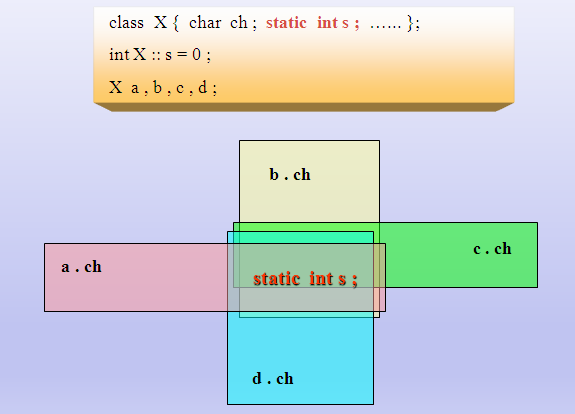 class X { char ch ; static int s ; …… };
int X :: s = 0 ;
X a , b , c , d ;
b . ch
c . ch
a . ch
static int s ;
d . ch